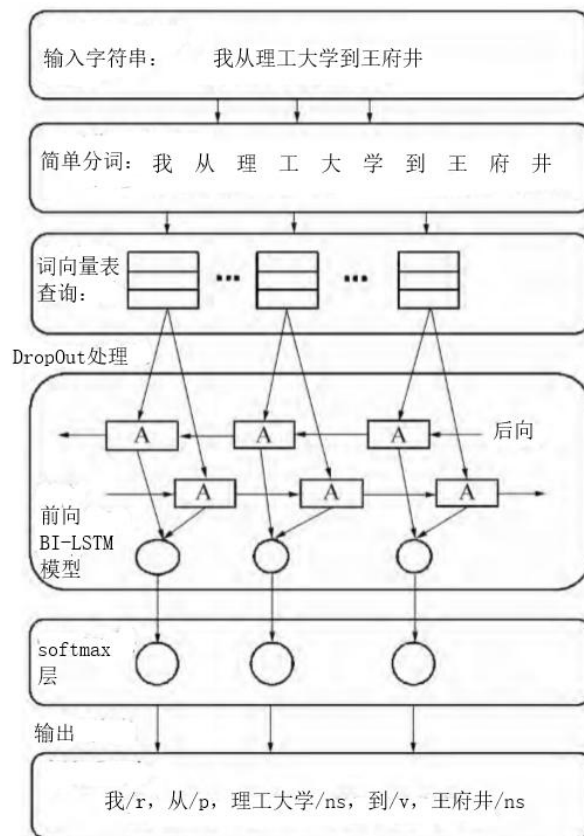 输入字符串： 我从理工大学到王府井
简单分词: 我 从 理 工 大 学 到 王 府 井
词向量表
查询:
... ...
DropOut处理
A A A 后向
A A A
前向
BI-LSTM
模型
softmax
层
输出
我/r, 从/p, 理工大学/ns, 到/v, 王府井/ns